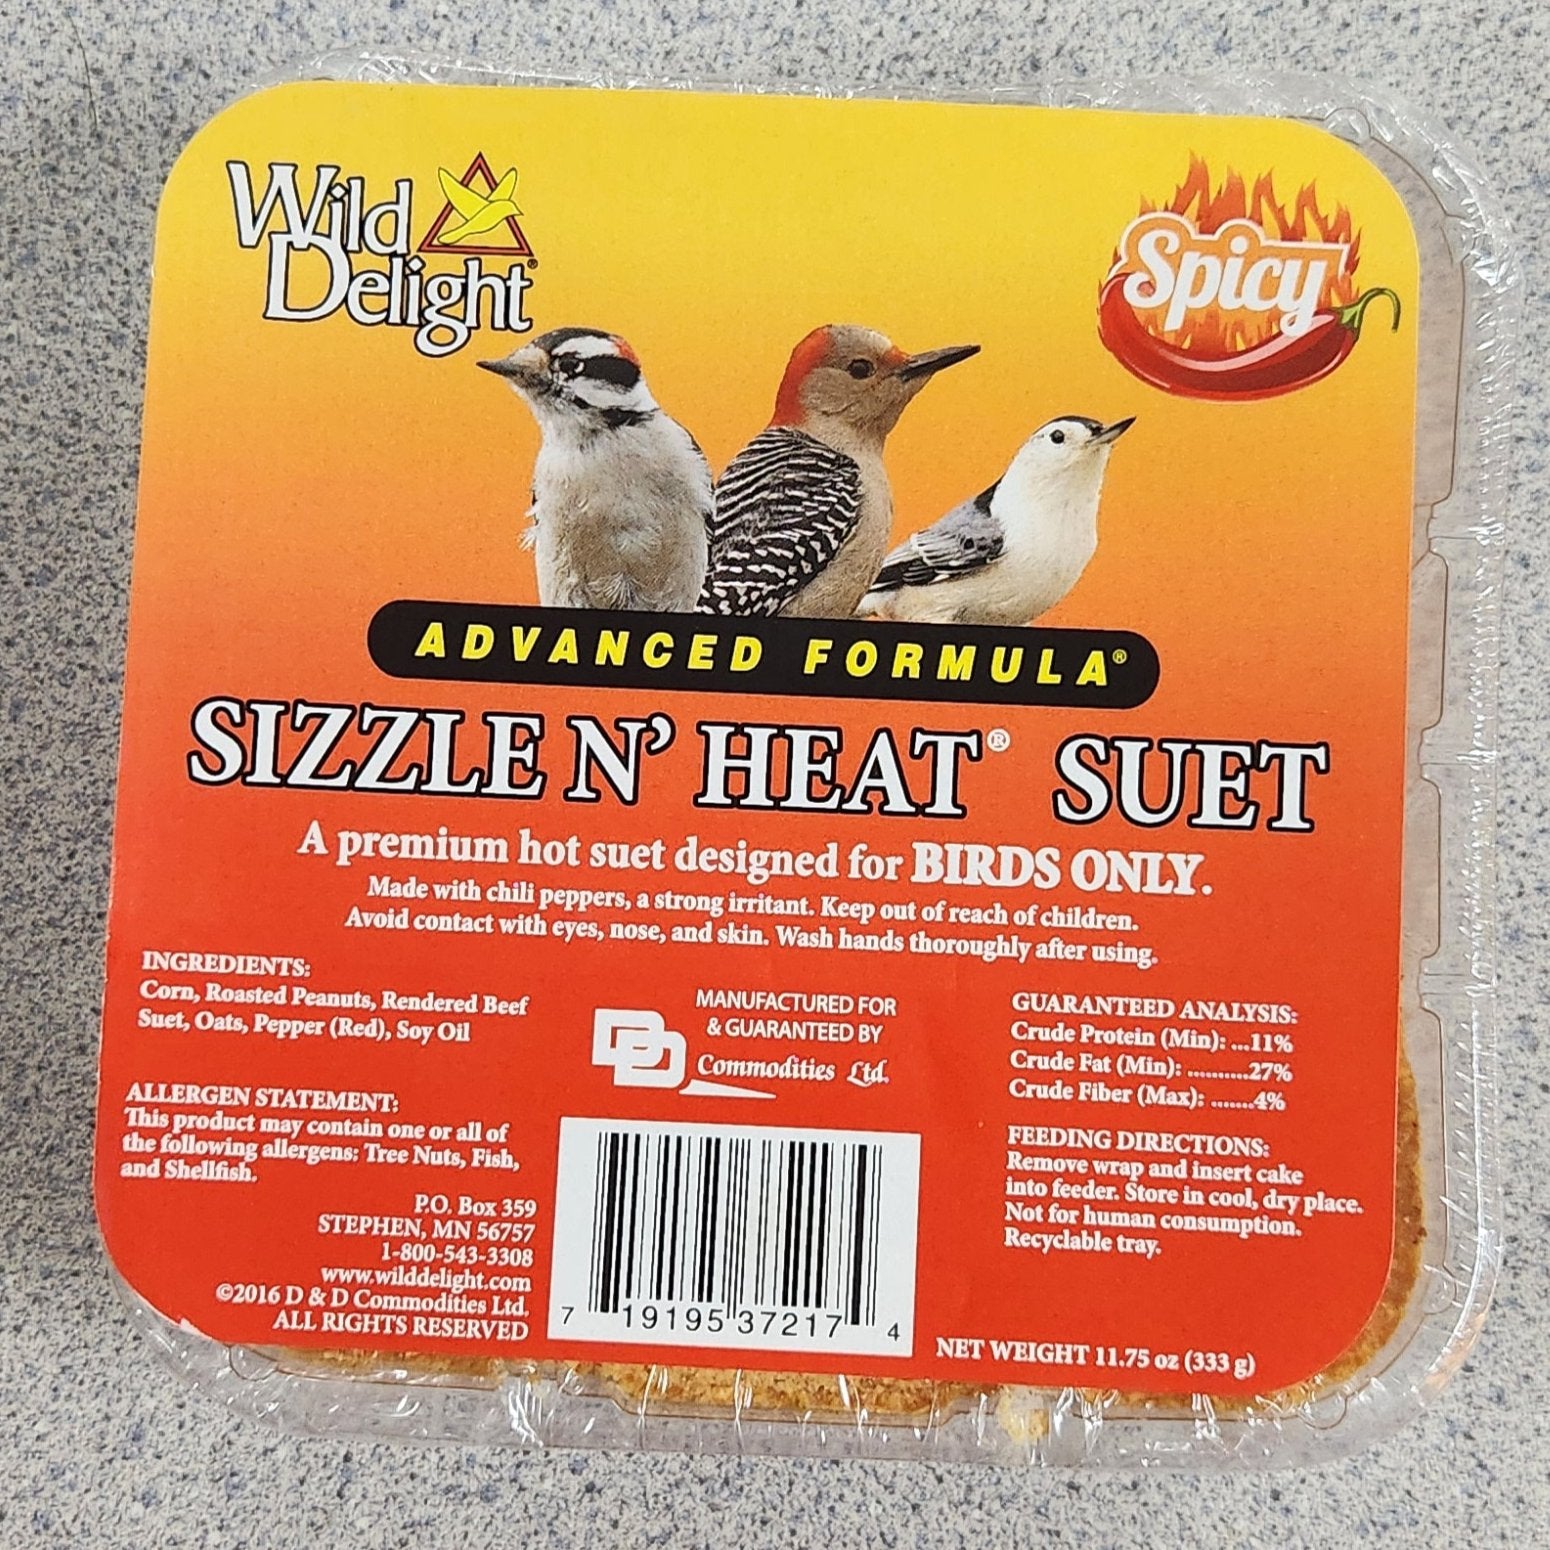 Wild
Delight®
Spicy
ADVANCED FORMULA®
SIZZLE N' HEAT® SUET
A premium hot suet designed for BIRDS ONLY.
Made with chili peppers, a strong irritant. Keep out of reach of children.
Avoid contact with eyes, nose, and skin. Wash hands thoroughly after using.
INGREDIENTS:
Corn, Roasted Peanuts, Rendered Beef
Suet, Oats, Pepper (Red), Soy Oil
ALLERGEN STATEMENT:
This product may contain one or all of
the following allergens: Tree Nuts, Fish,
and Shellfish.
P.O. Box 359
STEPHEN, MN 56757
1-800-543-3308
www.wilddelight.com
©2016 D & D Commodities Ltd.
ALL RIGHTS RESERVED
MANUFACTURED FOR
& GUARANTEED BY
DD Commodities Ltd.
7 19195 37217 4
GUARANTEED ANALYSIS:
Crude Protein (Min): ...11%
Crude Fat (Min): ...........27%
Crude Fiber (Max): .......4%
FEEDING DIRECTIONS:
Remove wrap and insert cake
into feeder. Store in cool, dry place.
Not for human consumption.
Recyclable tray.
NET WEIGHT 11.75 oz (333 g)